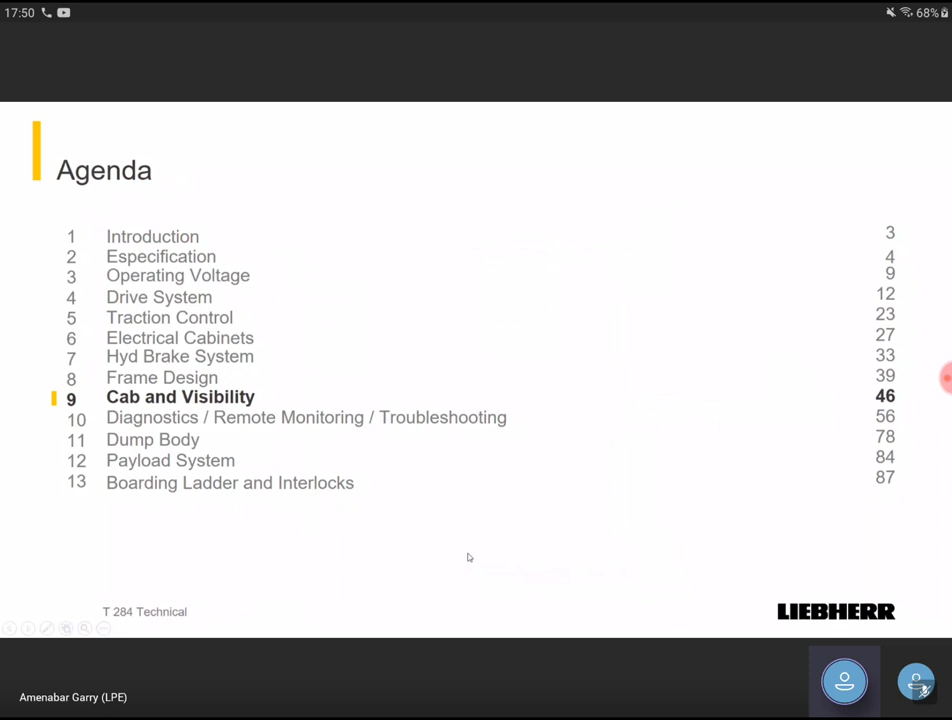 17:50 68%
Agenda
1 Introduction 3
2 Especification 4
3 Operating Voltage 9
4 Drive System 12
5 Traction Control 23
6 Electrical Cabinets 27
7 Hyd Brake System 33
8 Frame Design 39
9 Cab and Visibility 46
10 Diagnostics / Remote Monitoring / Troubleshooting 56
11 Dump Body 78
12 Payload System 84
13 Boarding Ladder and Interlocks 87
T 284 Technical LIEBHERR
Amenabar Garry (LPE)